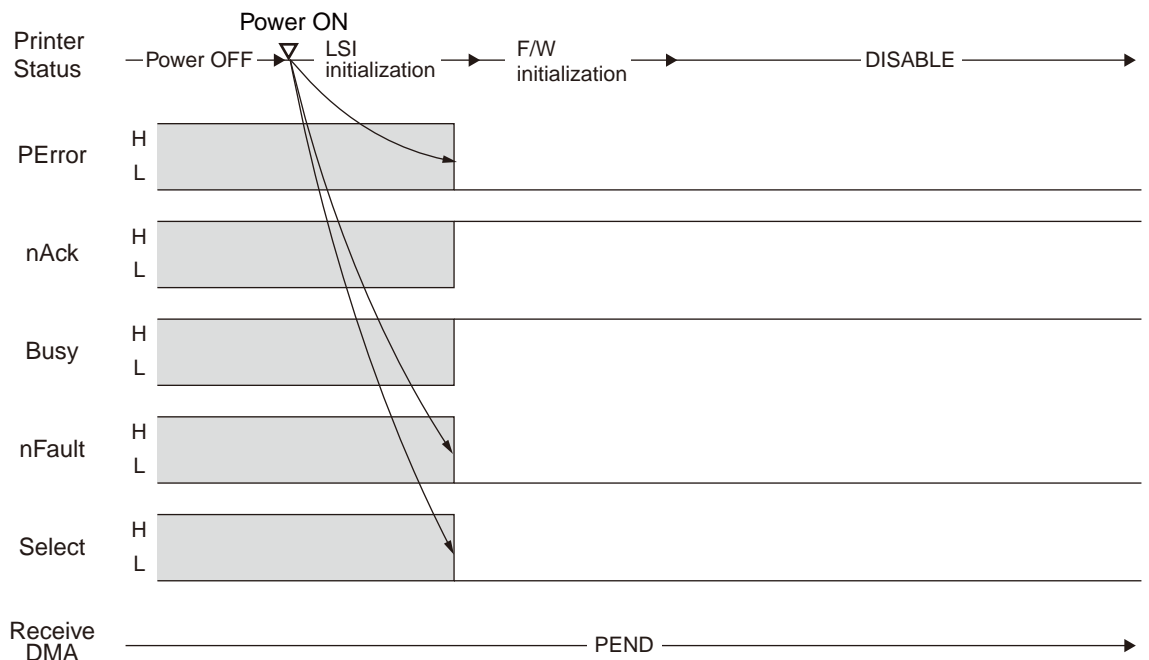 Power ON
Printer
Status
Power OFF
LSI
initialization
F/W
initialization
DISABLE
PError
H
L
nAck
H
L
Busy
H
L
nFault
H
L
Select
H
L
Receive
DMA
PEND